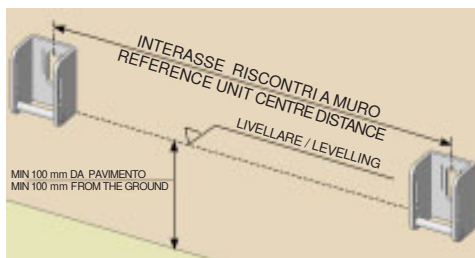 INTERASSE RISCONTRI A MURO
REFERENCE UNIT CENTRE DISTANCE
LIVELLARE / LEVELLING
MIN 100 mm DA PAVIMENTO
MIN 100 mm FROM THE GROUND